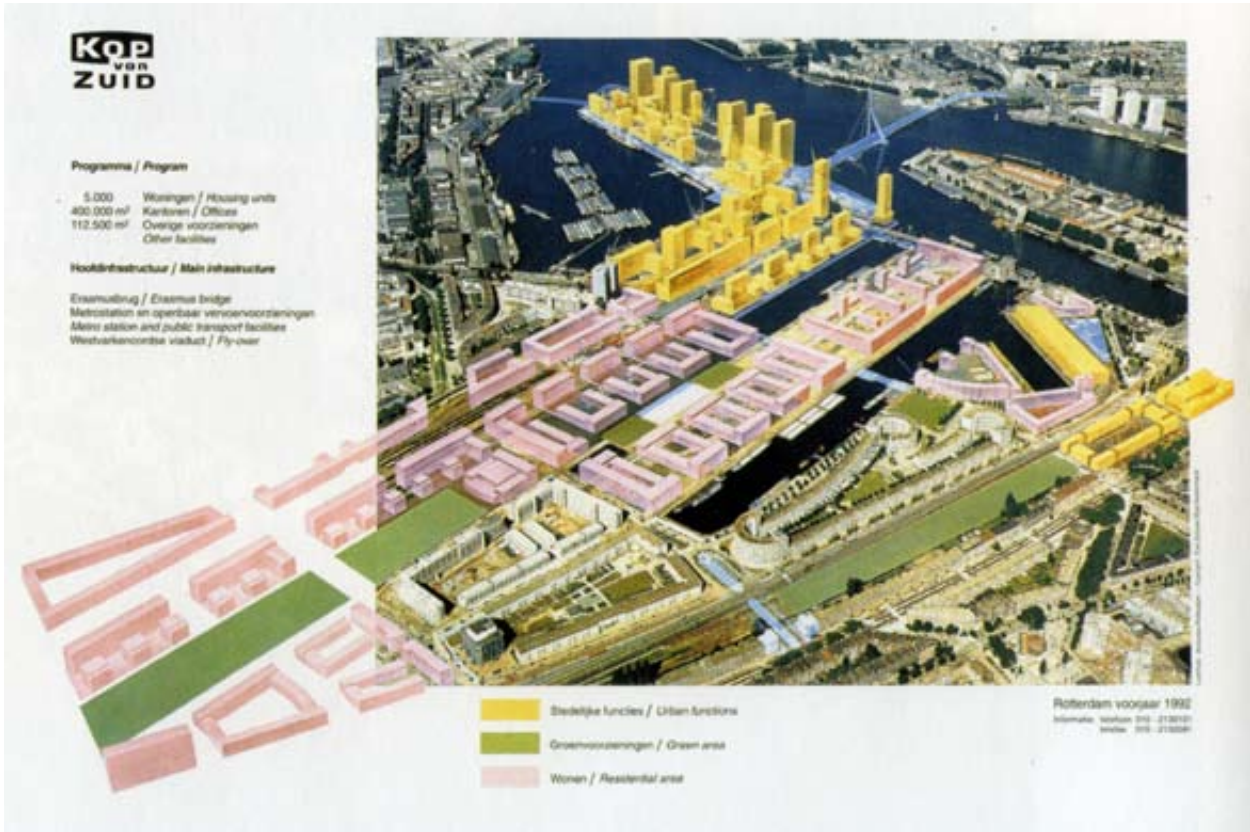 Kop
van
ZUID
Programma / Program
5.000 Woningen / Housing units
400.000 m² Kantoren / Offices
112.500 m² Overige voorzieningen
Other facilities
Hoofdinfrastructuur / Main infrastructure
Erasmusbrug / Erasmus bridge
Metrostation en openbaar vervoervoorzieningen
Metro station and public transport facilities
viaduct / Fly-over
Stedelijke functies / Urban functions
Groenvoorzieningen / Green area
Wonen / Residential area
Rotterdam voorjaar 1992